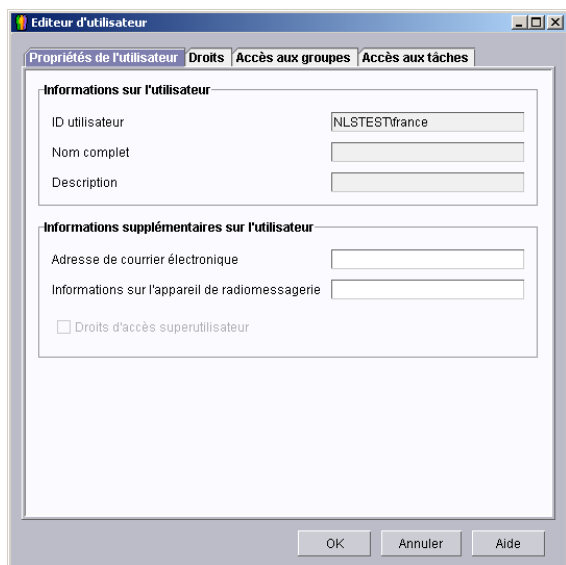 Editeur d'utilisateur
Propriétés de l'utilisateur Droits Accès aux groupes Accès aux tâches
Informations sur l'utilisateur
ID utilisateur NLSTEST\france
Nom complet
Description
Informations supplémentaires sur l'utilisateur
Adresse de courrier électronique
Informations sur l'appareil de radiomessagerie
Droits d'accès superutilisateur
OK Annuler Aide